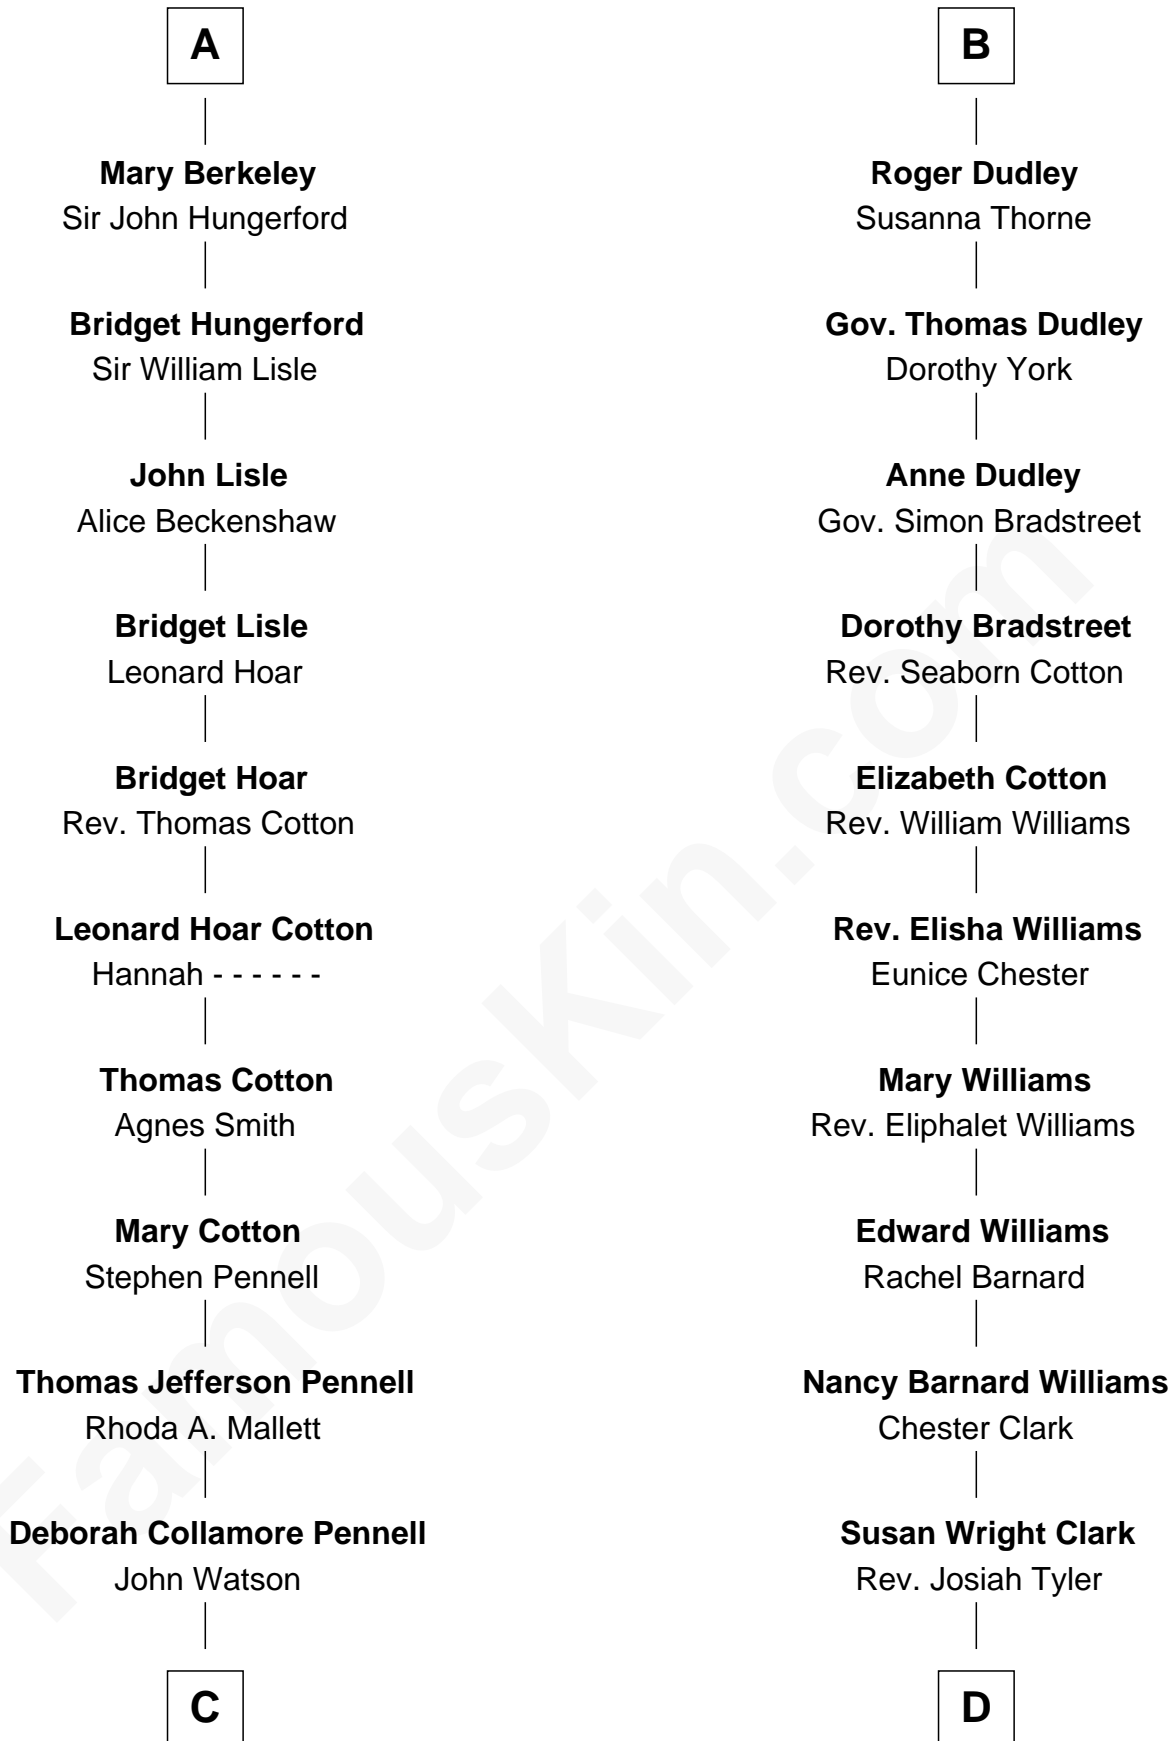 A
Mary Berkeley
Sir John Hungerford
Bridget Hungerford
Sir William Lisle
John Lisle
Alice Beckenshaw
Bridget Lisle
Leonard Hoar
Bridget Hoar
Rev. Thomas Cotton
Leonard Hoar Cotton
Hannah - - - - - -
Thomas Cotton
Agnes Smith
Mary Cotton
Stephen Pennell
Thomas Jefferson Pennell
Rhoda A. Mallett
Deborah Collamore Pennell
John Watson
C
B
Roger Dudley
Susanna Thorne
Gov. Thomas Dudley
Dorothy York
Anne Dudley
Gov. Simon Bradstreet
Dorothy Bradstreet
Rev. Seaborn Cotton
Elizabeth Cotton
Rev. William Williams
Rev. Elisha Williams
Eunice Chester
Mary Williams
Rev. Eliphalet Williams
Edward Williams
Rachel Barnard
Nancy Barnard Williams
Chester Clark
Susan Wright Clark
Rev. Josiah Tyler
D
FamousKin.com